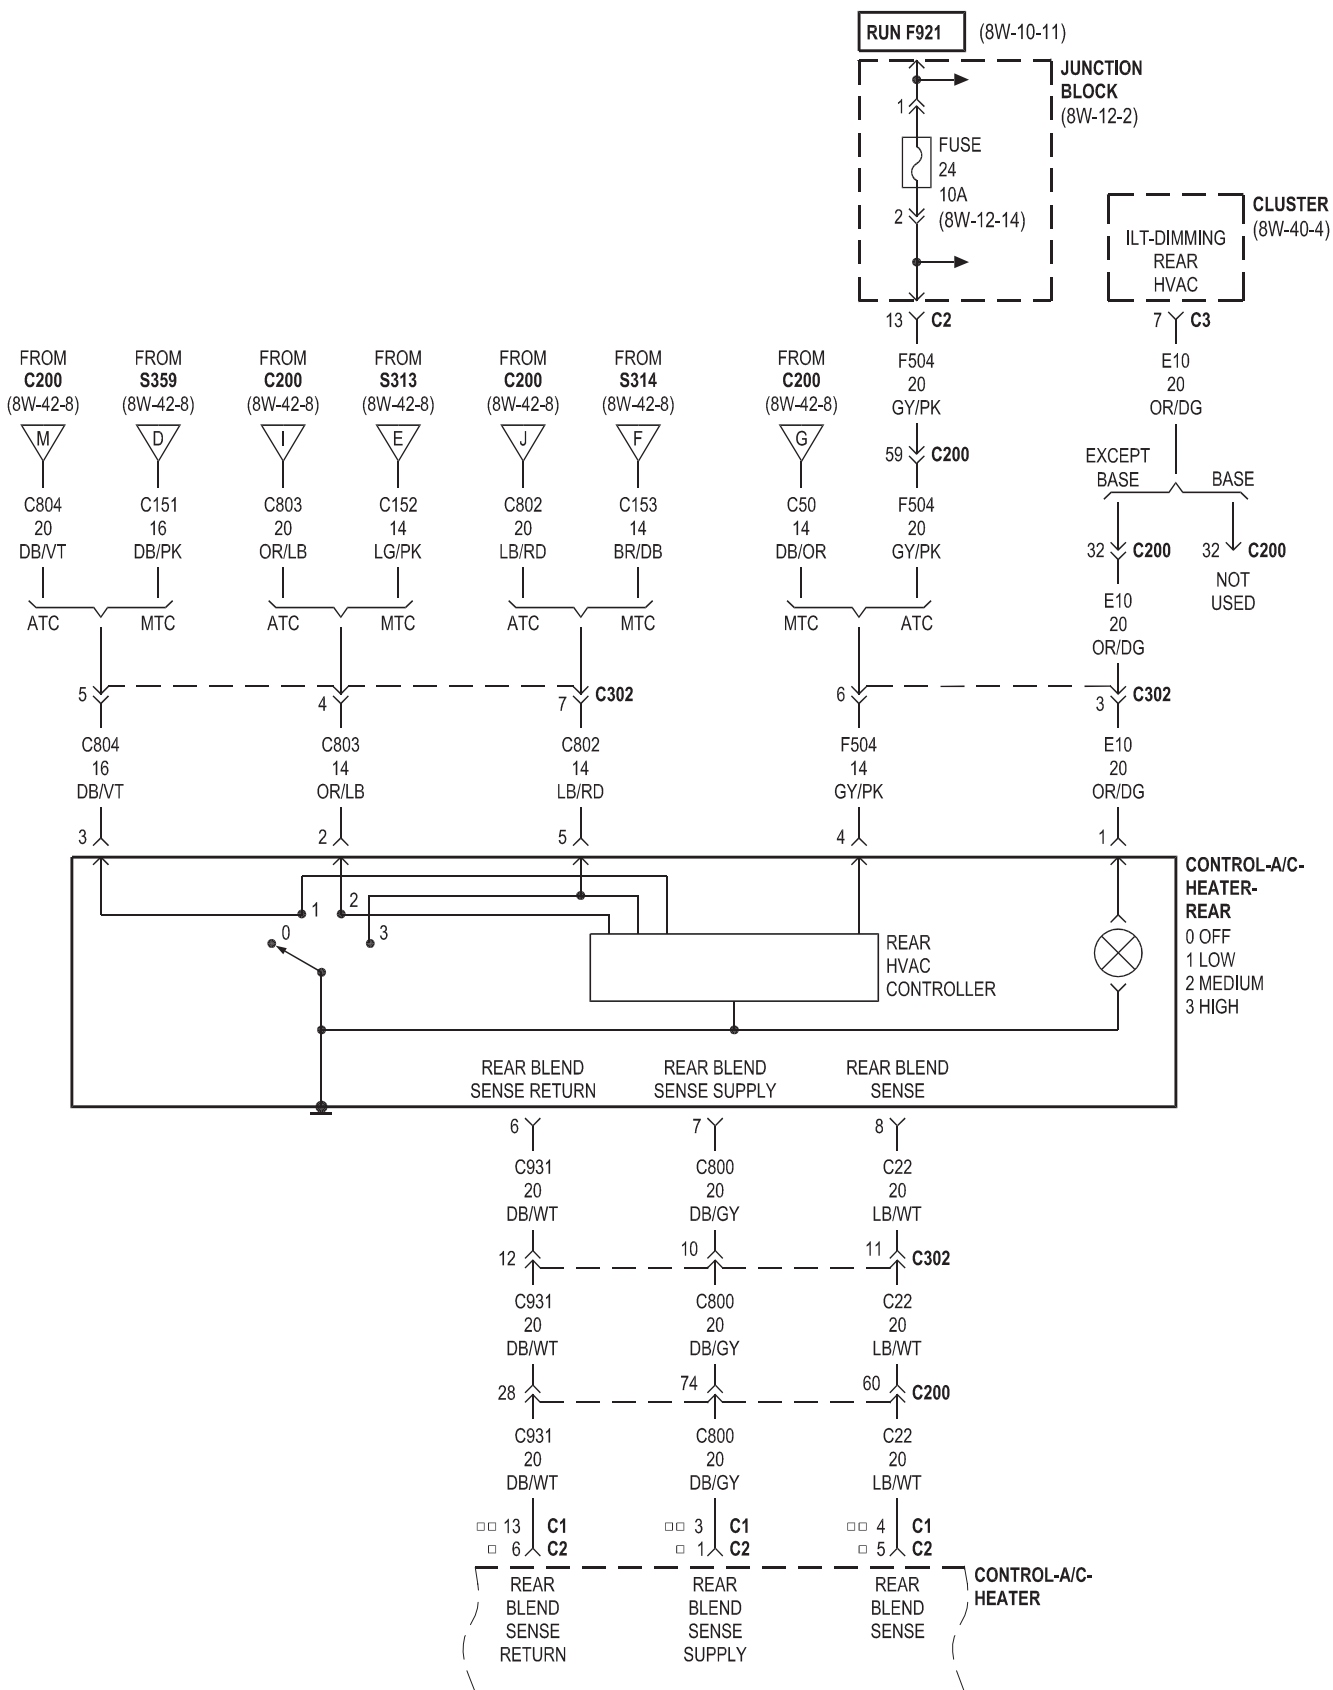 RUN F921 (8W-10-11)
JUNCTION
BLOCK
(8W-12-2)
1
FUSE
24
10A
2 (8W-12-14)
CLUSTER
(8W-40-4)
ILT-DIMMING
REAR
HVAC
13 C2
7 C3
FROM FROM FROM FROM FROM FROM FROM
C200 S359 C200 S313 C200 S314 C200
(8W-42-8) (8W-42-8) (8W-42-8) (8W-42-8) (8W-42-8) (8W-42-8) (8W-42-8)
M D I E J F G
F504 E10
20 20
GY/PK OR/DG
59 C200
EXCEPT
BASE BASE
C804 C151 C803 C152 C802 C153 C50 F504
20 16 20 14 20 14 14 20
DB/VT DB/PK OR/LB LG/PK LB/RD BR/DB DB/OR GY/PK
32 C200 32 C200
NOT
USED
E10
20
OR/DG
ATC MTC ATC MTC ATC MTC MTC ATC
5 4 7 C302 6 3 C302
C804 C803 C802 F504 E10
16 14 14 14 20
DB/VT OR/LB LB/RD GY/PK OR/DG
3 2 5 4 1
CONTROL-A/C-
HEATER-
REAR
0 OFF
1 LOW
2 MEDIUM
3 HIGH
0 1 2 3
REAR
HVAC
CONTROLLER
REAR BLEND REAR BLEND REAR BLEND
SENSE RETURN SENSE SUPPLY SENSE
6 7 8
C931 C800 C22
20 20 20
DB/WT DB/GY LB/WT
12 10 11 C302
C931 C800 C22
20 20 20
DB/WT DB/GY LB/WT
28 74 60 C200
C931 C800 C22
20 20 20
DB/WT DB/GY LB/WT
□□ 13 C1 □□ 3 C1 □□ 4 C1
□ 6 C2 □ 1 C2 □ 5 C2
CONTROL-A/C-
HEATER
REAR REAR REAR
BLEND BLEND BLEND
SENSE SENSE SENSE
RETURN SUPPLY